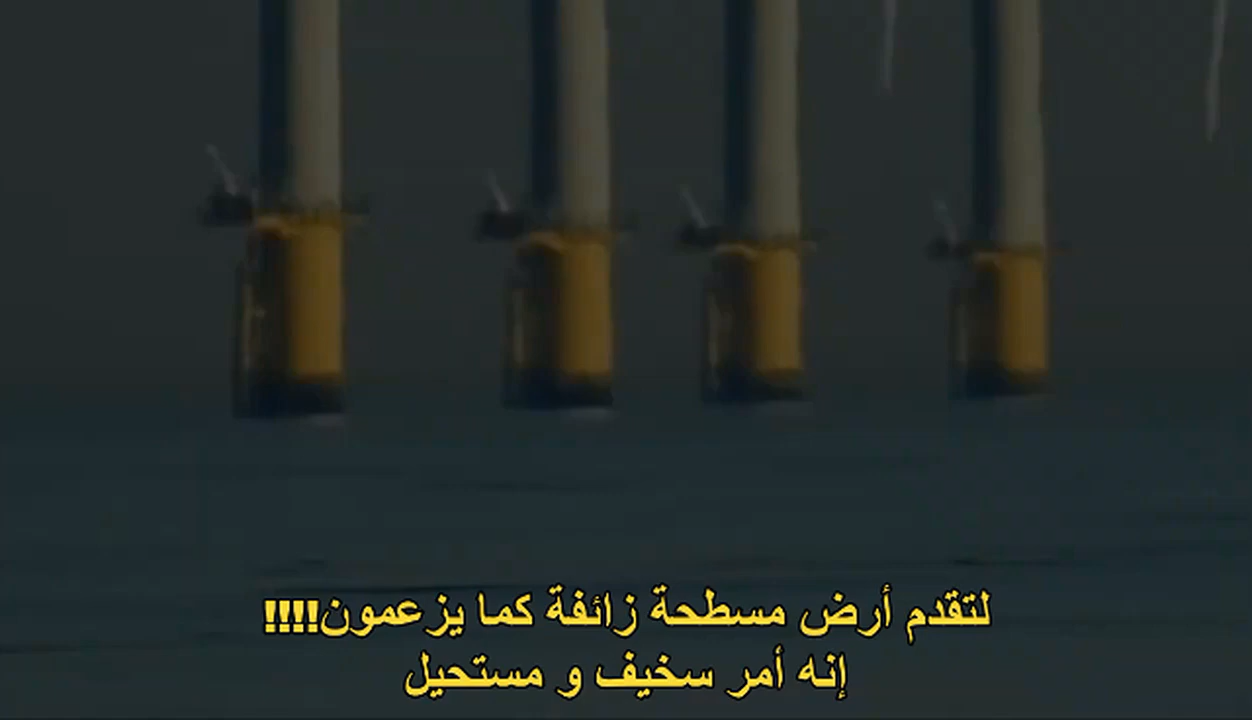 لتقدم أرض مسطحة زائفة كما يزعمون!!!!
إنه أمر سخيف و مستحيل